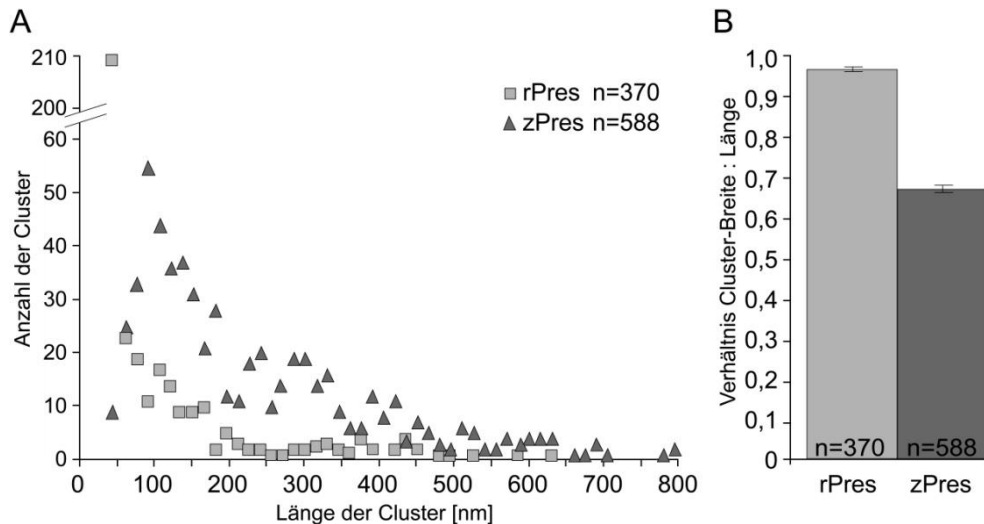 A
Anzahl der Cluster
210
200
60
50
40
30
20
10
0
0 100 200 300 400 500 600 700 800
Länge der Cluster [nm]
rPres n=370
zPres n=588
B
Verhältnis Cluster-Breite : Länge
1,0
0,9
0,8
0,7
0,6
0,5
0,4
0,3
0,2
0,1
0
n=370 n=588
rPres zPres